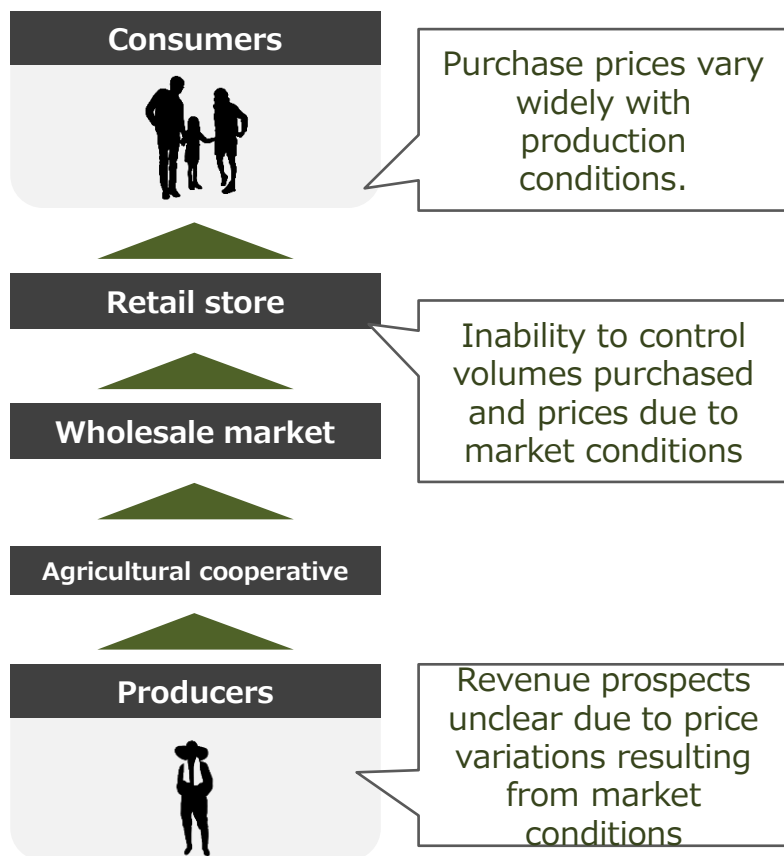 Consumers
Purchase prices vary
widely with
production
conditions.
Retail store
Inability to control
volumes purchased
and prices due to
market conditions
Wholesale market
Agricultural cooperative
Producers
Revenue prospects
unclear due to price
variations resulting
from market
conditions